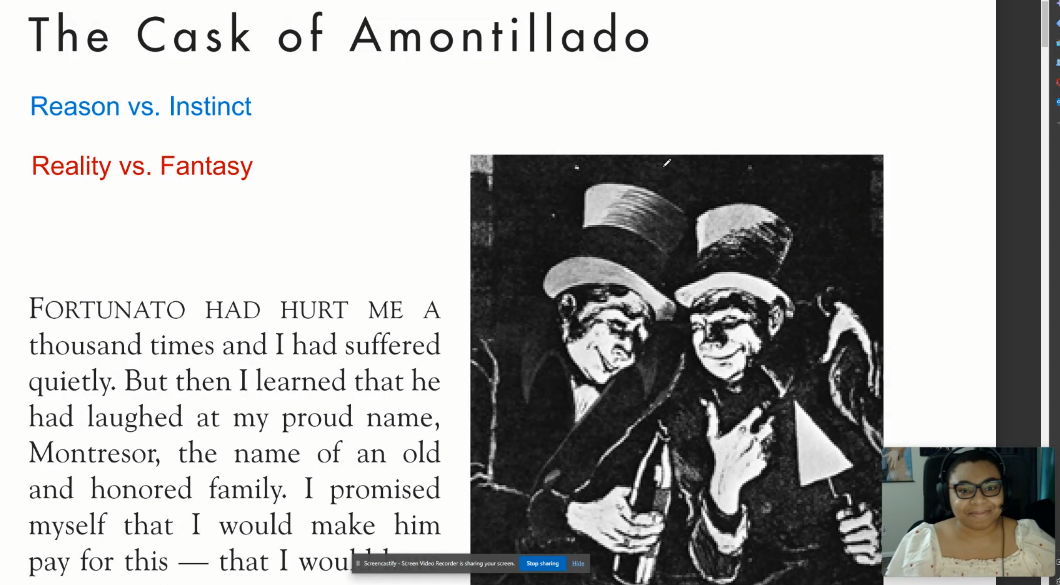 The Cask of Amontillado
Reason vs. Instinct
Reality vs. Fantasy
FORTUNATO HAD HURT ME A
thousand times and I had suffered
quietly. But then I learned that he
had laughed at my proud name,
Montresor, the name of an old
and honored family. I promised
myself that I would make him
pay for this — that I would
Screencastify - Screen Video Recorder is sharing your screen. Stop sharing Hide